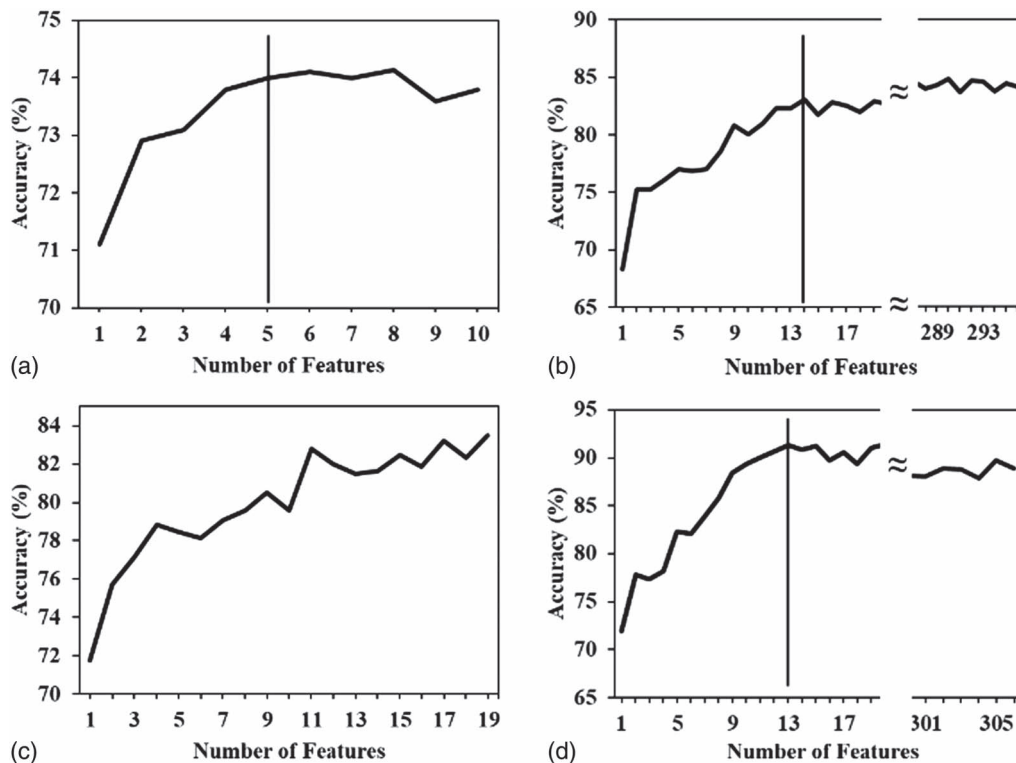 75
74
73
72
71
70
Accuracy (%)
1 2 3 4 5 6 7 8 9 10
Number of Features
(a)
90
85
80
75
70
65
Accuracy (%)
≈
≈
1 5 9 13 17 289 293
Number of Features
(b)
84
82
80
78
76
74
72
70
Accuracy (%)
1 3 5 7 9 11 13 15 17 19
Number of Features
(c)
95
90
85
80
75
70
65
Accuracy (%)
≈
1 5 9 13 17 301 305
Number of Features
(d)